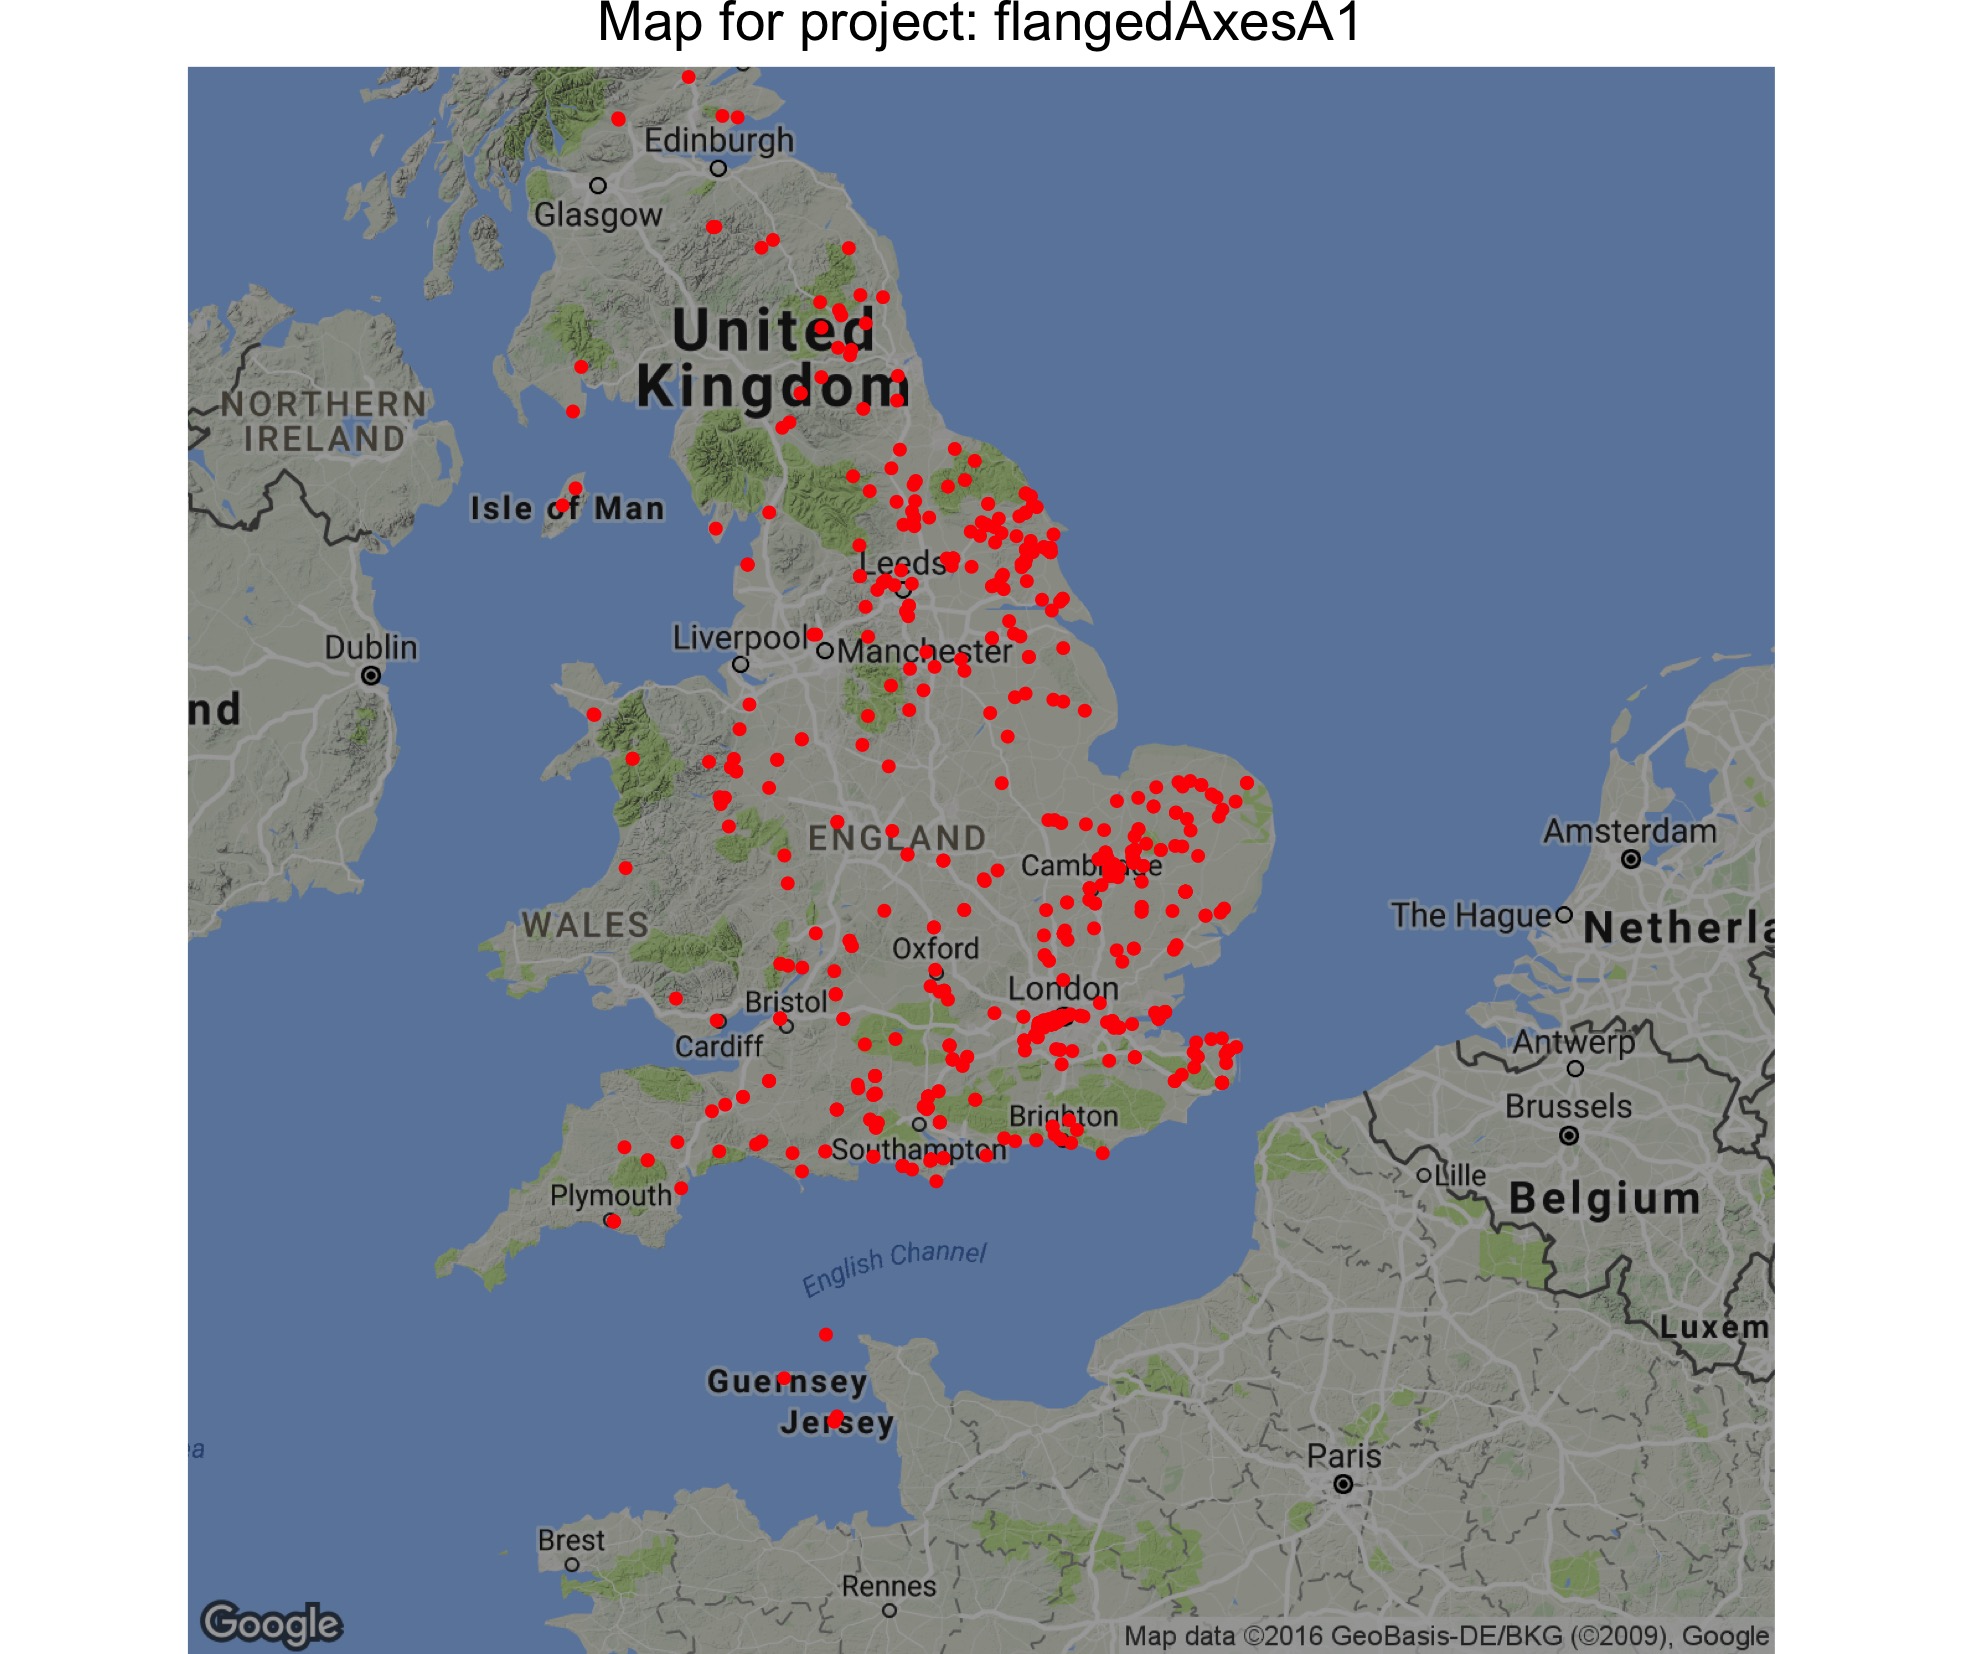 Map for project: flangedAxesA1
Edinburgh
Glasgow
United
Kingdom
NORTHERN
IRELAND
Isle of Man
Leeds
Dublin
Liverpool
Manchester
nd
ENGLAND
Amsterdam
Cambridge
The Hague
Netherla
WALES
Oxford
London
Bristol
Cardiff
Antwerp
Brussels
Brighton
Southampton
Lille
Plymouth
Belgium
English Channel
Luxem
Guernsey
Jersey
ea
Paris
Brest
Rennes
Google
Map data ©2016 GeoBasis-DE/BKG (©2009), Google